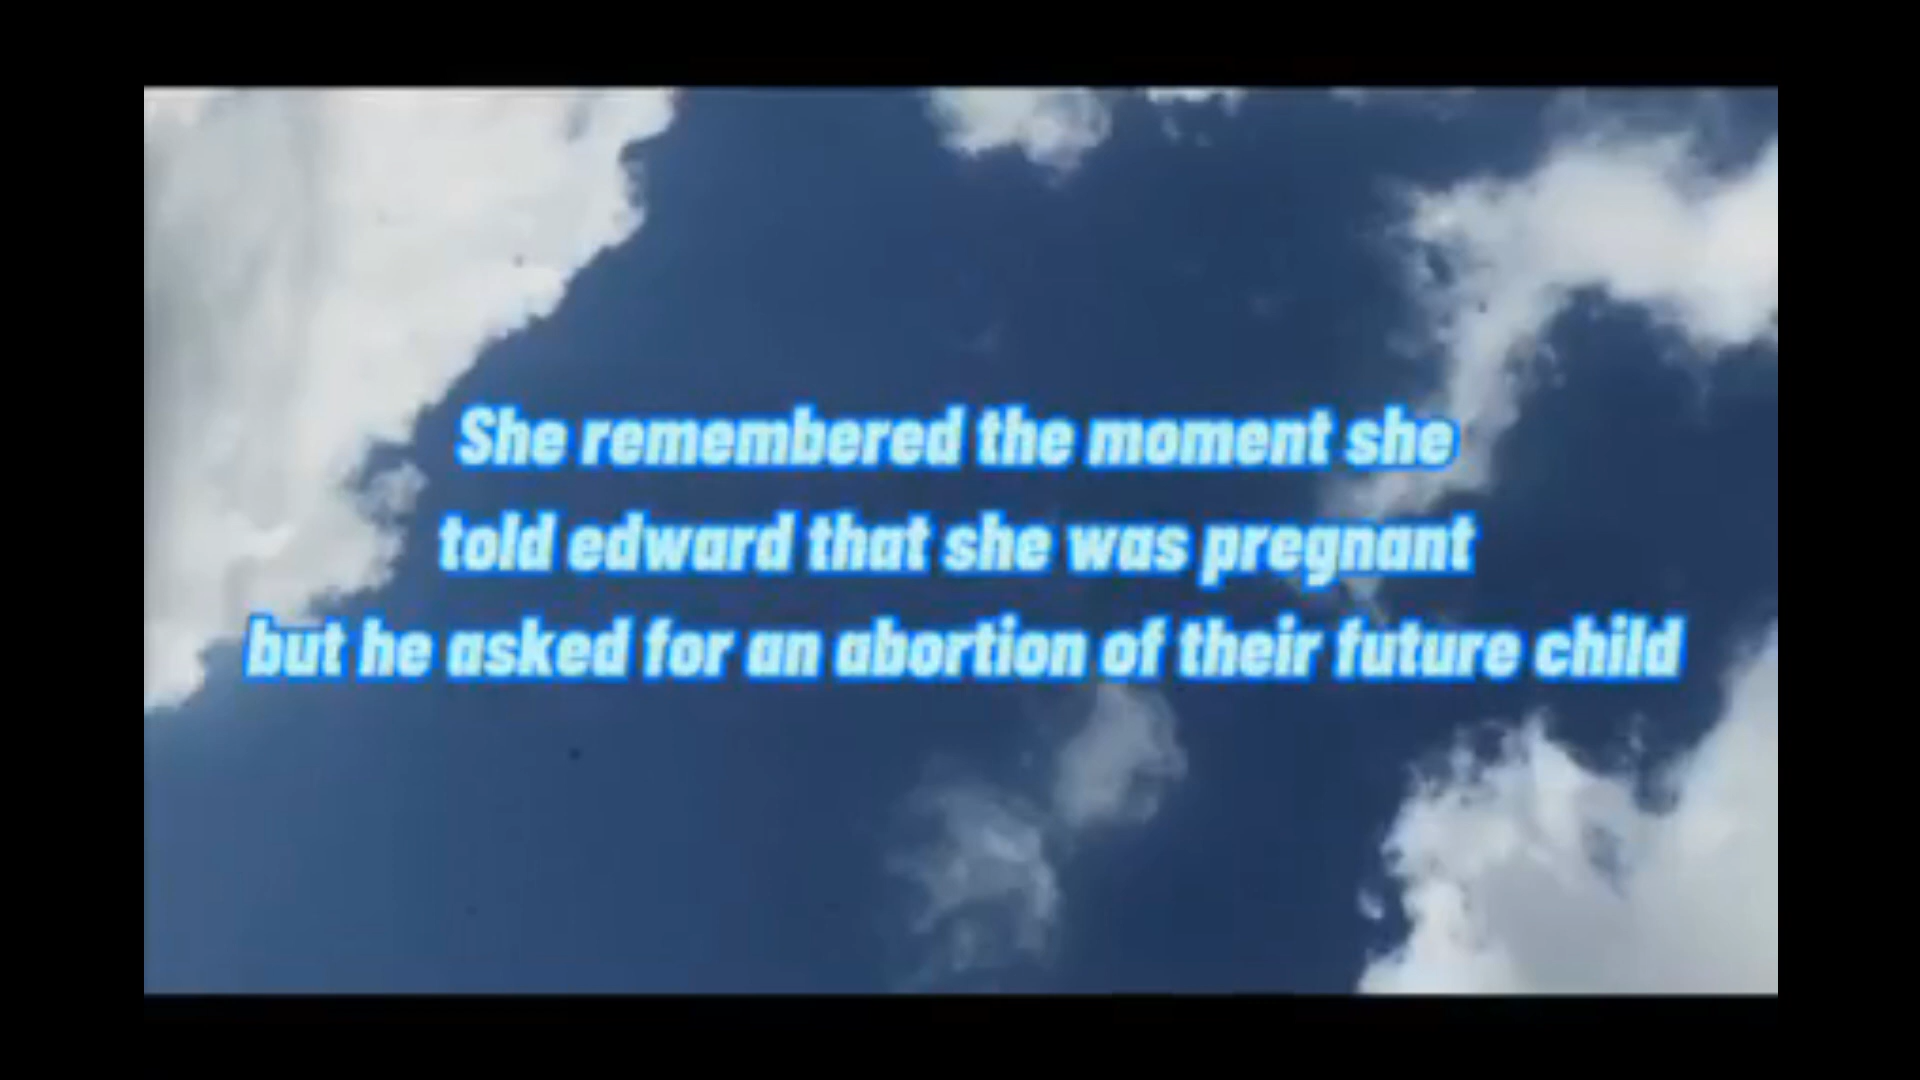 She remembered the moment she
told edward that she was pregnant
but he asked for an abortion of their future child